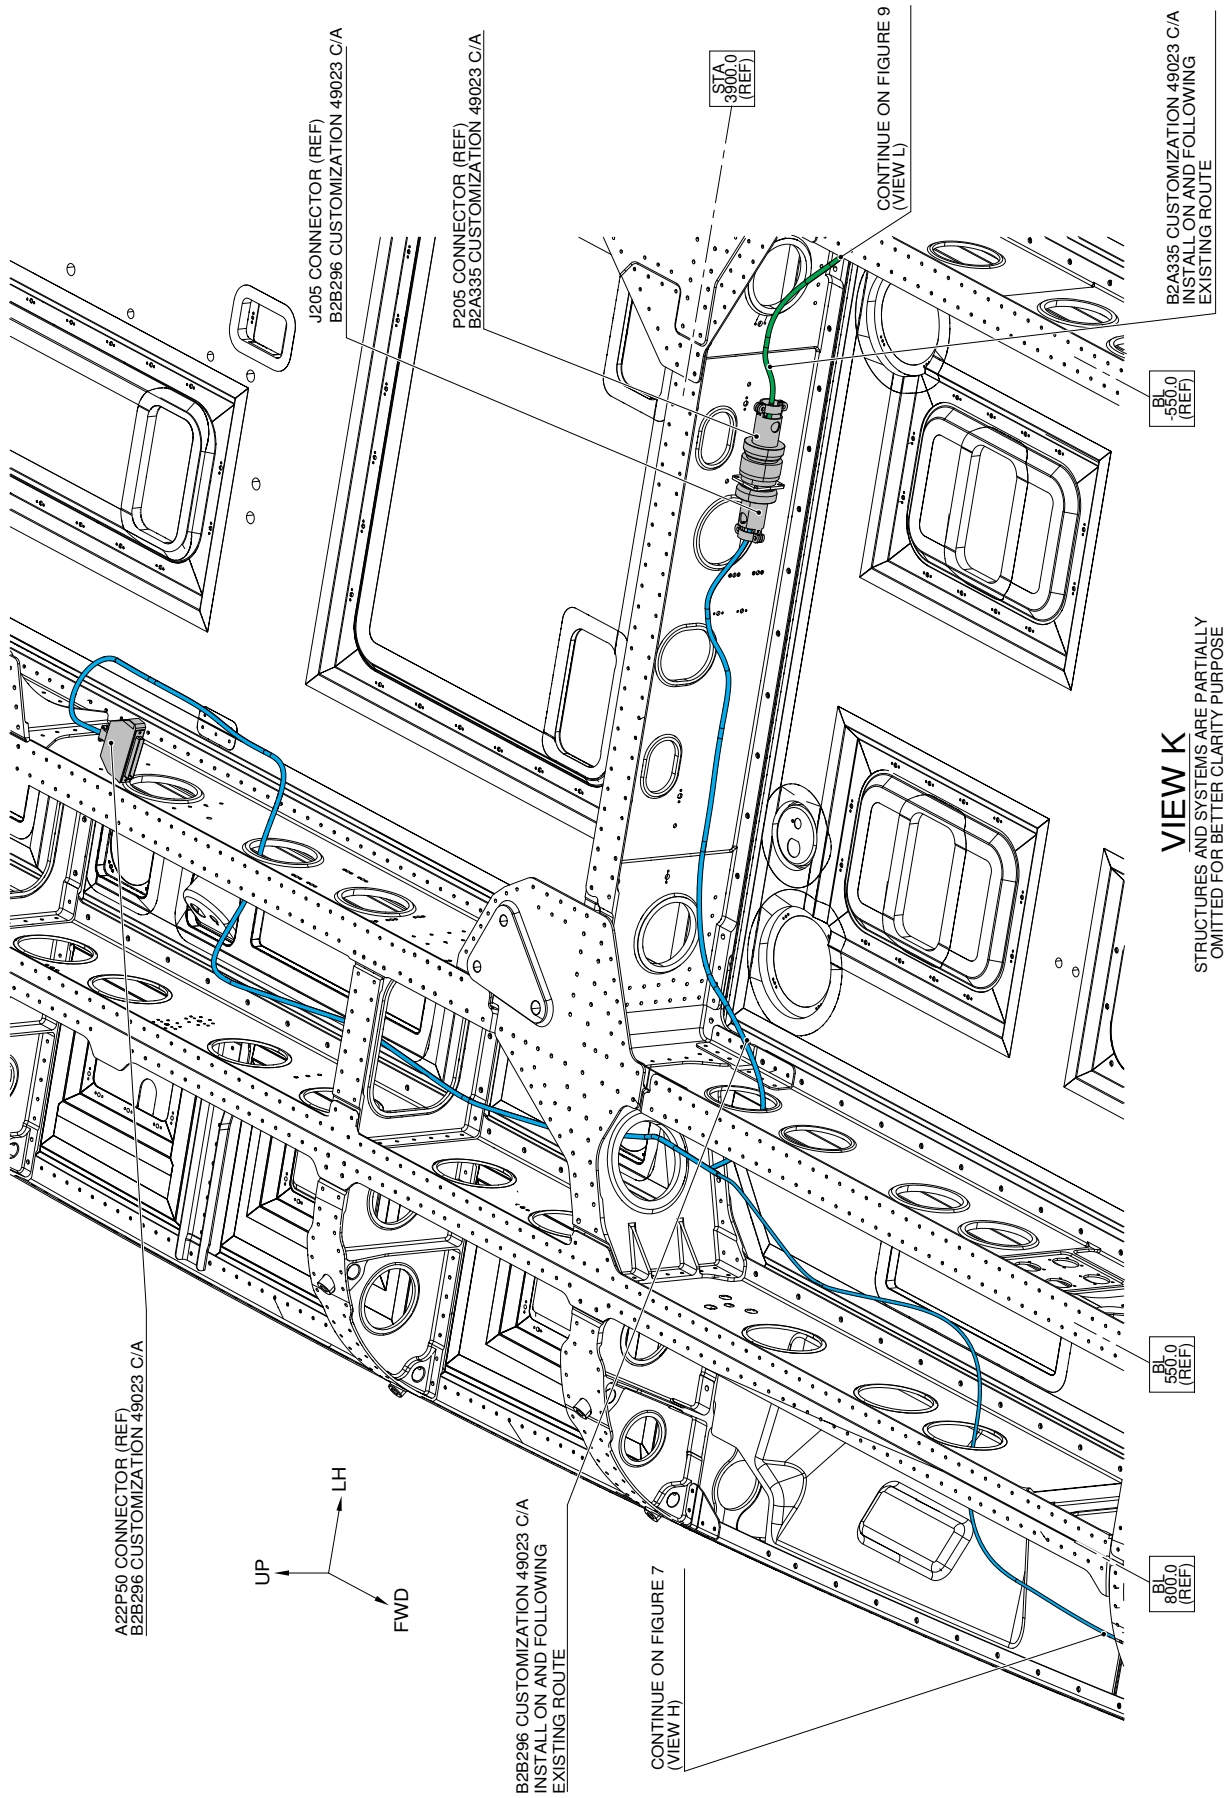 A22P50 CONNECTOR (REF)
B2B296 CUSTOMIZATION 49023 C/A
J205 CONNECTOR (REF)
B2B296 CUSTOMIZATION 49023 C/A
P205 CONNECTOR (REF)
B2A335 CUSTOMIZATION 49023 C/A
UP
LH
FWD
STA
3900.0
(REF)
B2B296 CUSTOMIZATION 49023 C/A
INSTALL ON AND FOLLOWING
EXISTING ROUTE
CONTINUE ON FIGURE 7
(VIEW H)
CONTINUE ON FIGURE 9
(VIEW L)
B2A335 CUSTOMIZATION 49023 C/A
INSTALL ON AND FOLLOWING
EXISTING ROUTE
BL
800.0
(REF)
BL
550.0
(REF)
BL
-550.0
(REF)
VIEW K
STRUCTURES AND SYSTEMS ARE PARTIALLY
OMITTED FOR BETTER CLARITY PURPOSE